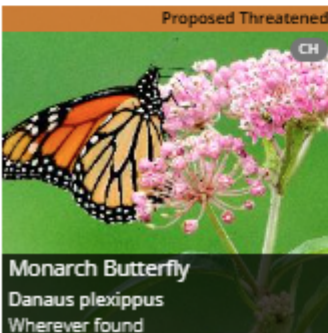 Proposed Threatened
CH
Monarch Butterfly
Danaus plexippus
Wherever found